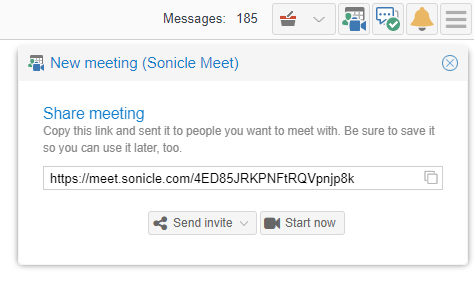 Messages: 185
New meeting (Sonicle Meet)
Share meeting
Copy this link and sent it to people you want to meet with. Be sure to save it
so you can use it later, too.
https://meet.sonicle.com/4ED85JRKPNFtRQVpnjp8k
Send invite
Start now